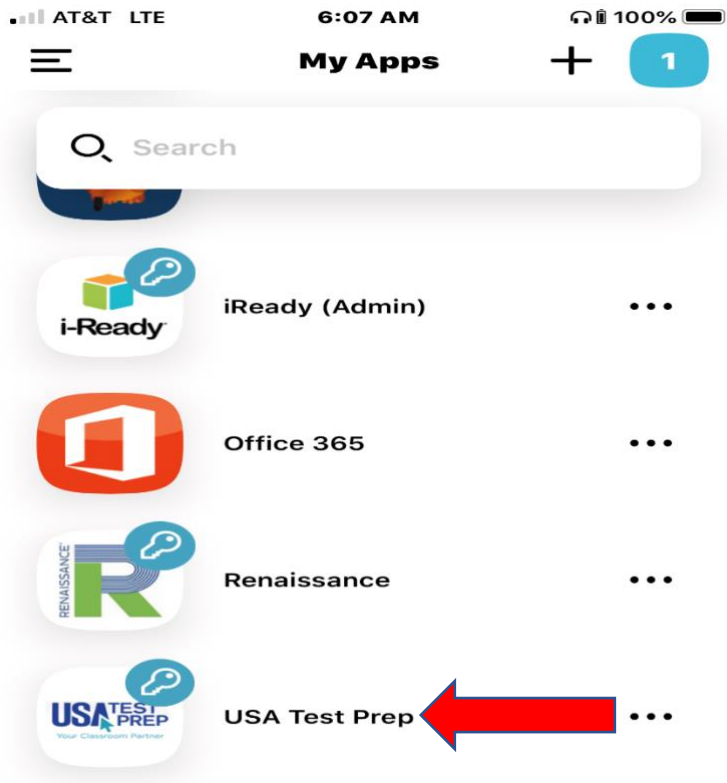 AT&T LTE 6:07 AM 100%
My Apps 1
Search
i-Ready
iReady (Admin)
Office 365
RENAISSANCE
Renaissance
USA TEST PREP
Your Classroom Partner
USA Test Prep